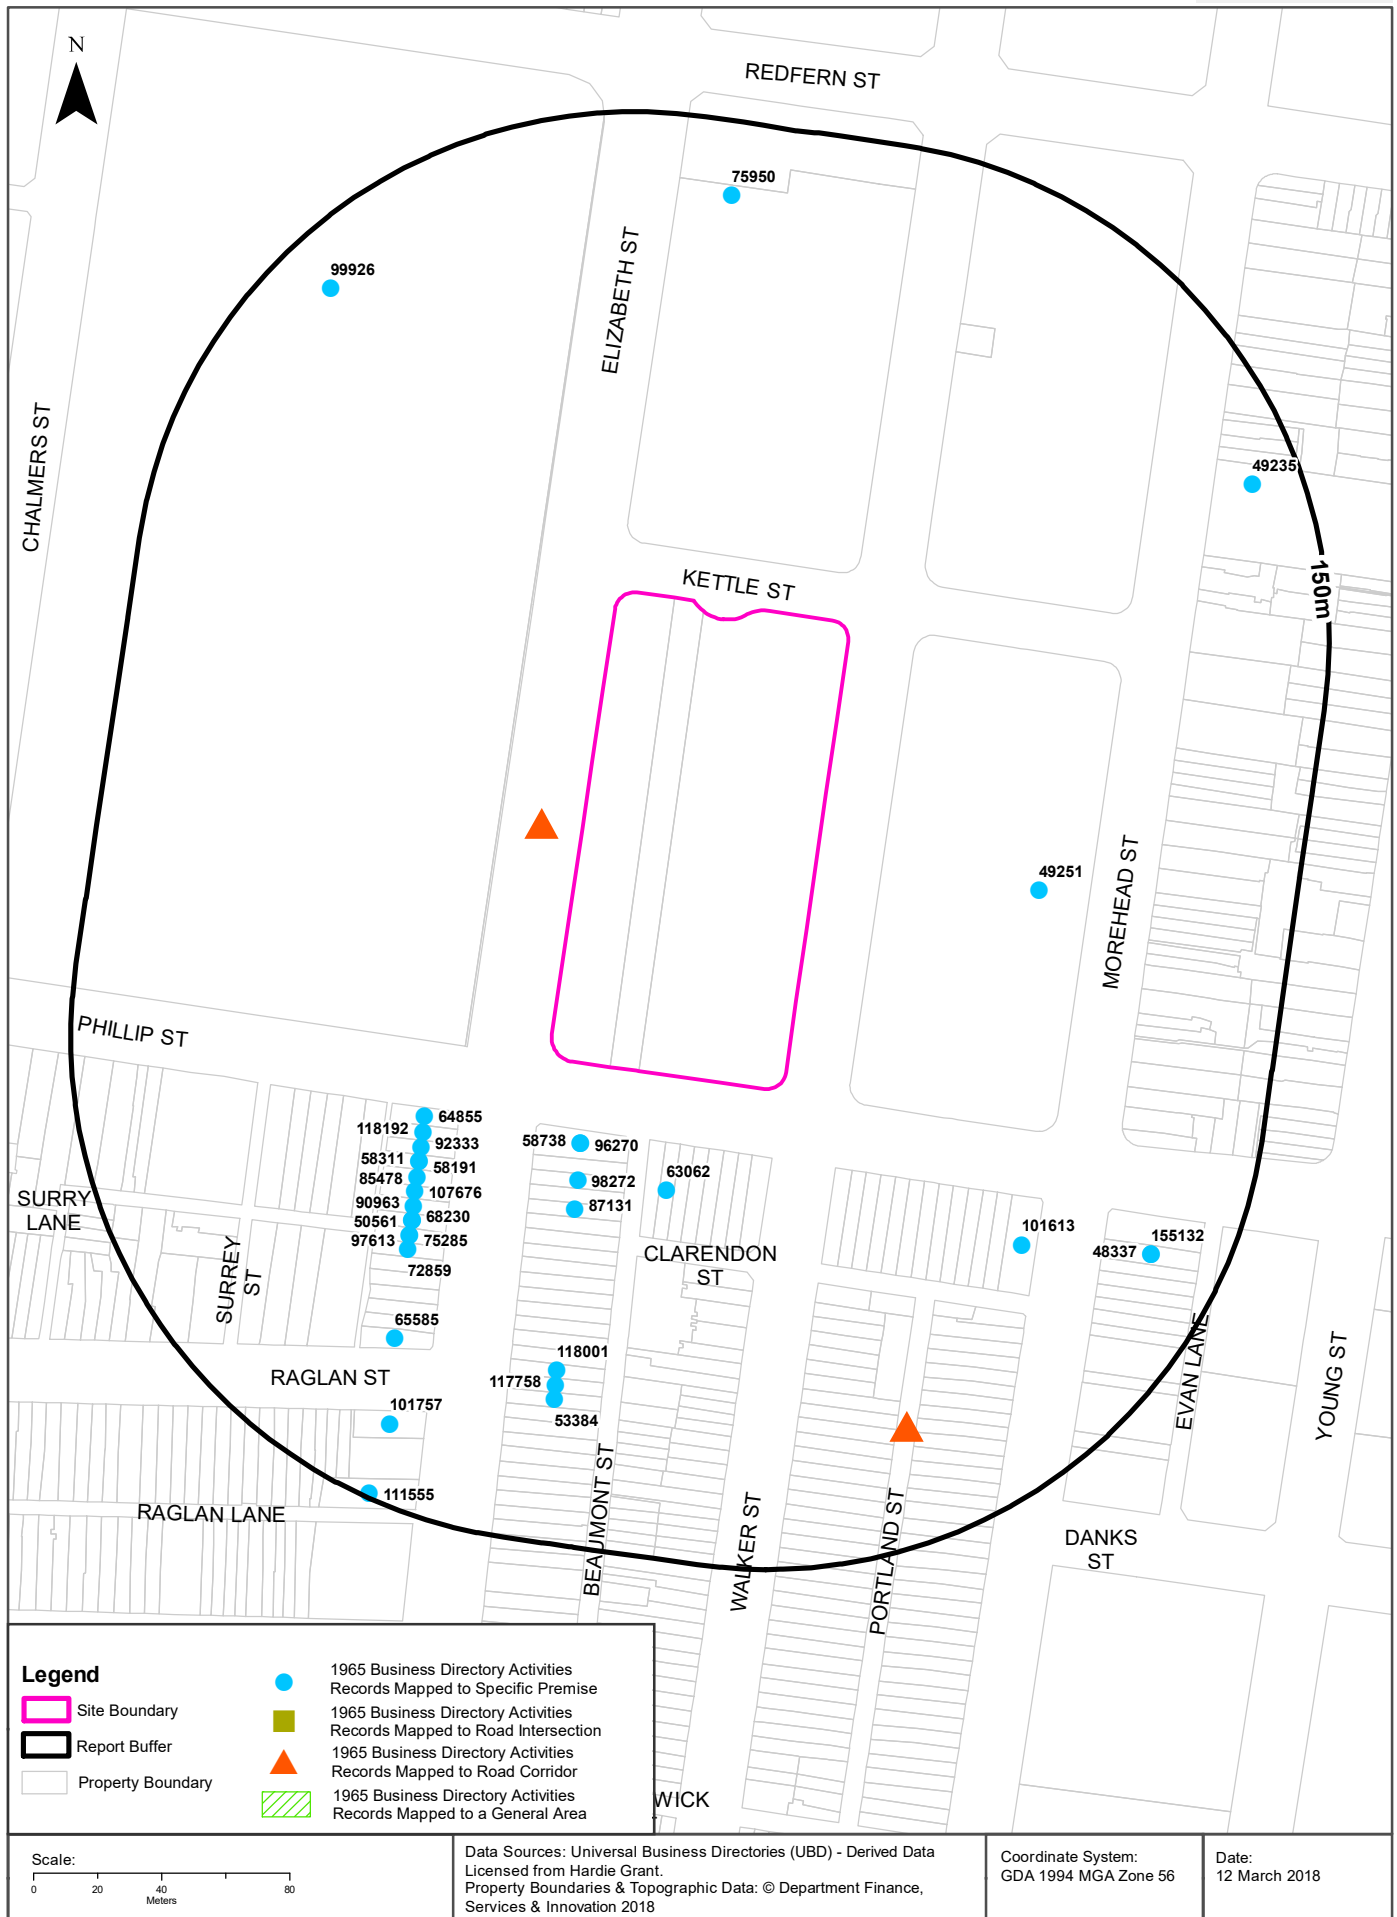 N
REDFERN ST
75950
99926
ELIZABETH ST
CHALMERS ST
49235
150m
KETTLE ST
49251
MOREHEAD ST
PHILLIP ST
64855
118192
92333
58311
58191
85478
107676
90963
50561
68230
97613
75285
72859
58738
96270
98272
87131
63062
101613
155132
48337
SURRY
LANE
SURREY
ST
CLARENDON
ST
65585
118001
117758
53384
RAGLAN ST
101757
111555
RAGLAN LANE
BEAUMONT ST
WALKER ST
PORTLAND ST
EVAN LANE
YOUNG ST
DANKS
ST
WICK
Legend
Site Boundary
Report Buffer
Property Boundary
1965 Business Directory Activities
Records Mapped to Specific Premise
1965 Business Directory Activities
Records Mapped to Road Intersection
1965 Business Directory Activities
Records Mapped to Road Corridor
1965 Business Directory Activities
Records Mapped to a General Area
Scale:
0 20 40 80
Meters
Data Sources: Universal Business Directories (UBD) - Derived Data
Licensed from Hardie Grant.
Property Boundaries & Topographic Data: © Department Finance,
Services & Innovation 2018
Coordinate System:
GDA 1994 MGA Zone 56
Date:
12 March 2018